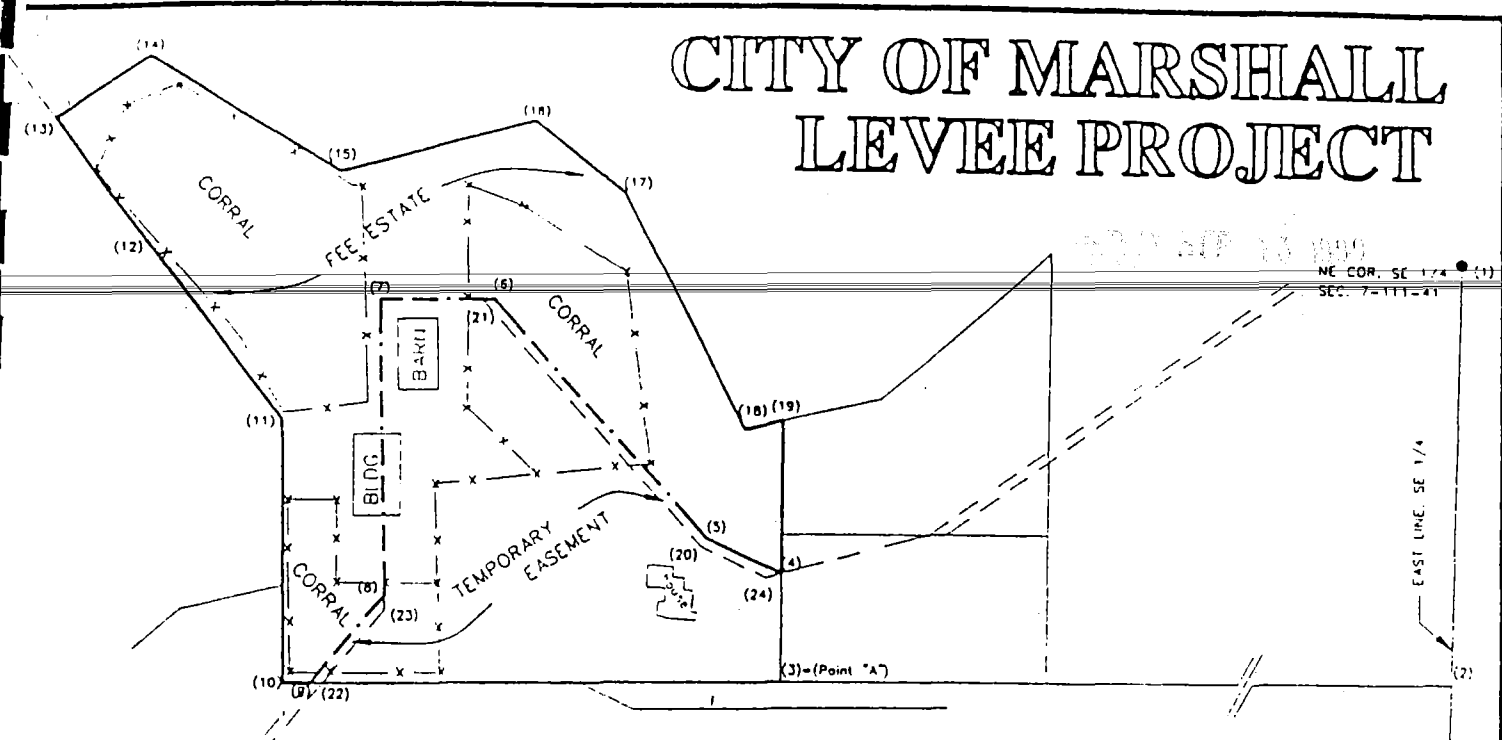 CITY OF MARSHALL
LEVEE PROJECT
(14)
(13)
(15)
(18)
(17)
CORRAL
(12)
FEE ESTATE
NE COR. SE 1/4 (1)
SEC. 7-111-41
(7)
(6)
(21)
CORRAL
BARN
(11)
(18)
(19)
BLDG
EAST LINE, SE 1/4
(5)
(20)
TEMPORARY
EASEMENT
(4)
(24)
CORRAL
(8)
(23)
(3)=(Point "A")
(2)
(10)
(9)
(22)